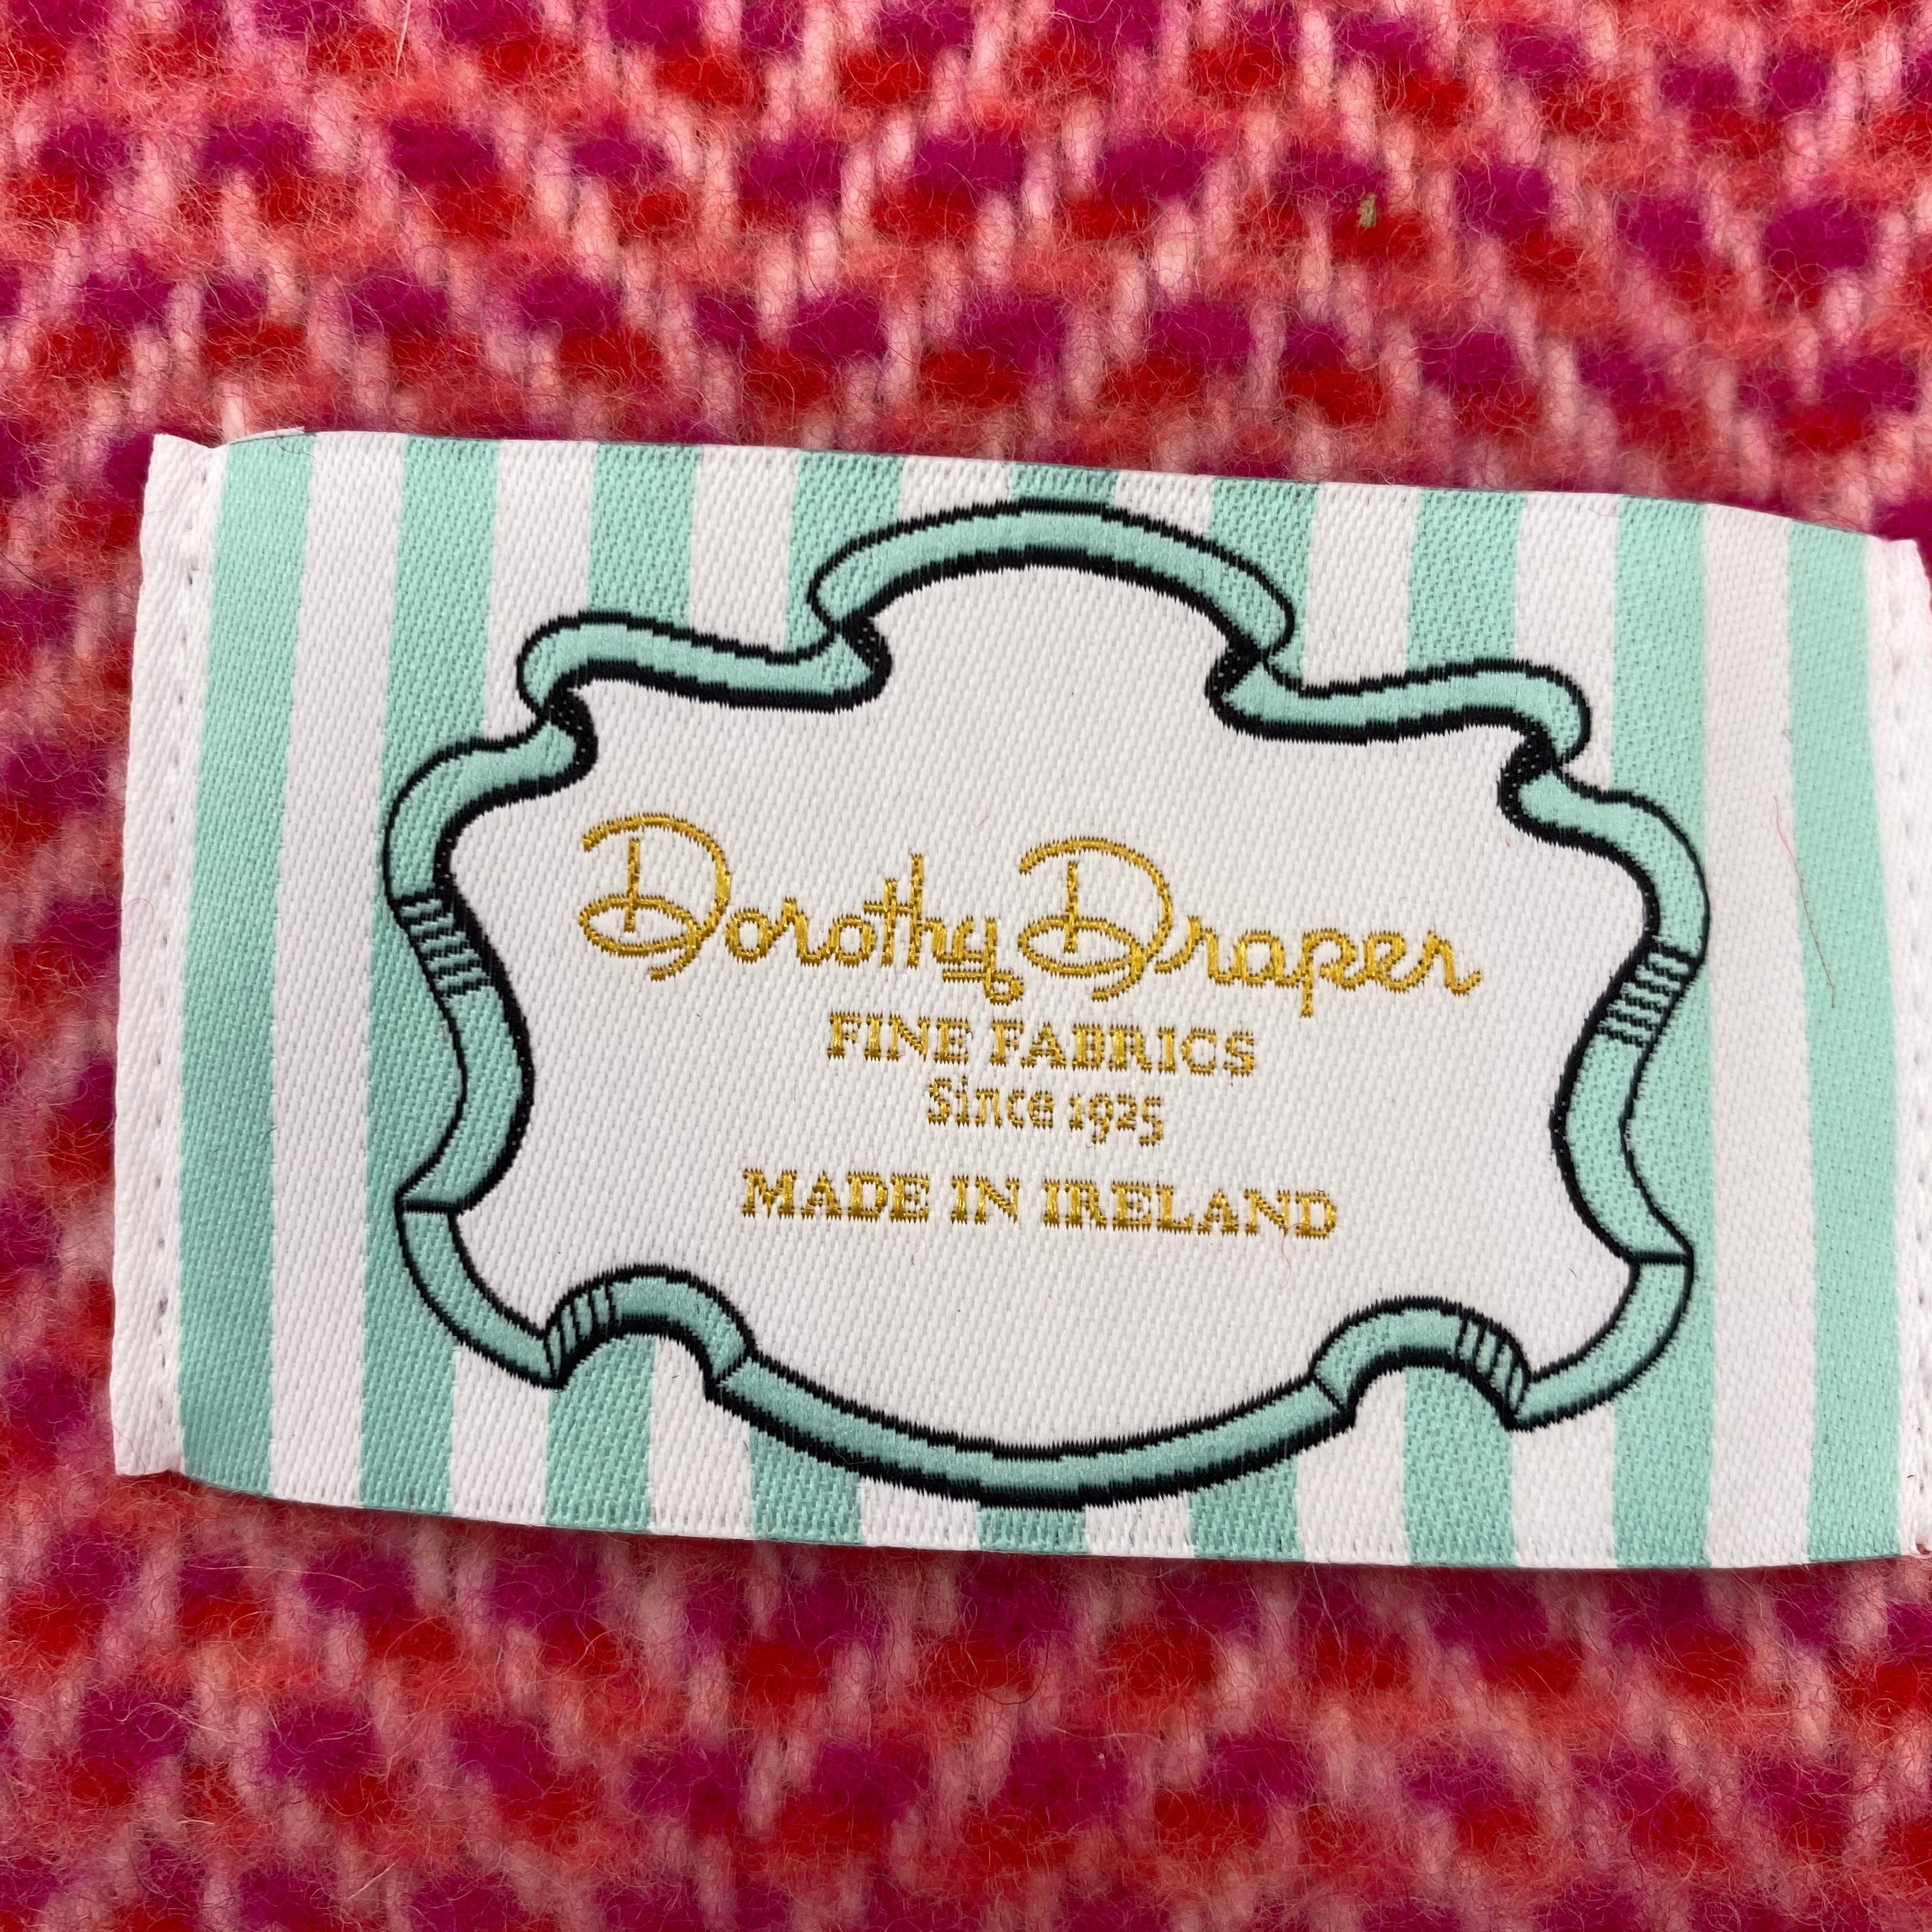 Dorothy Draper
FINE FABRICS
Since 1925
MADE IN IRELAND